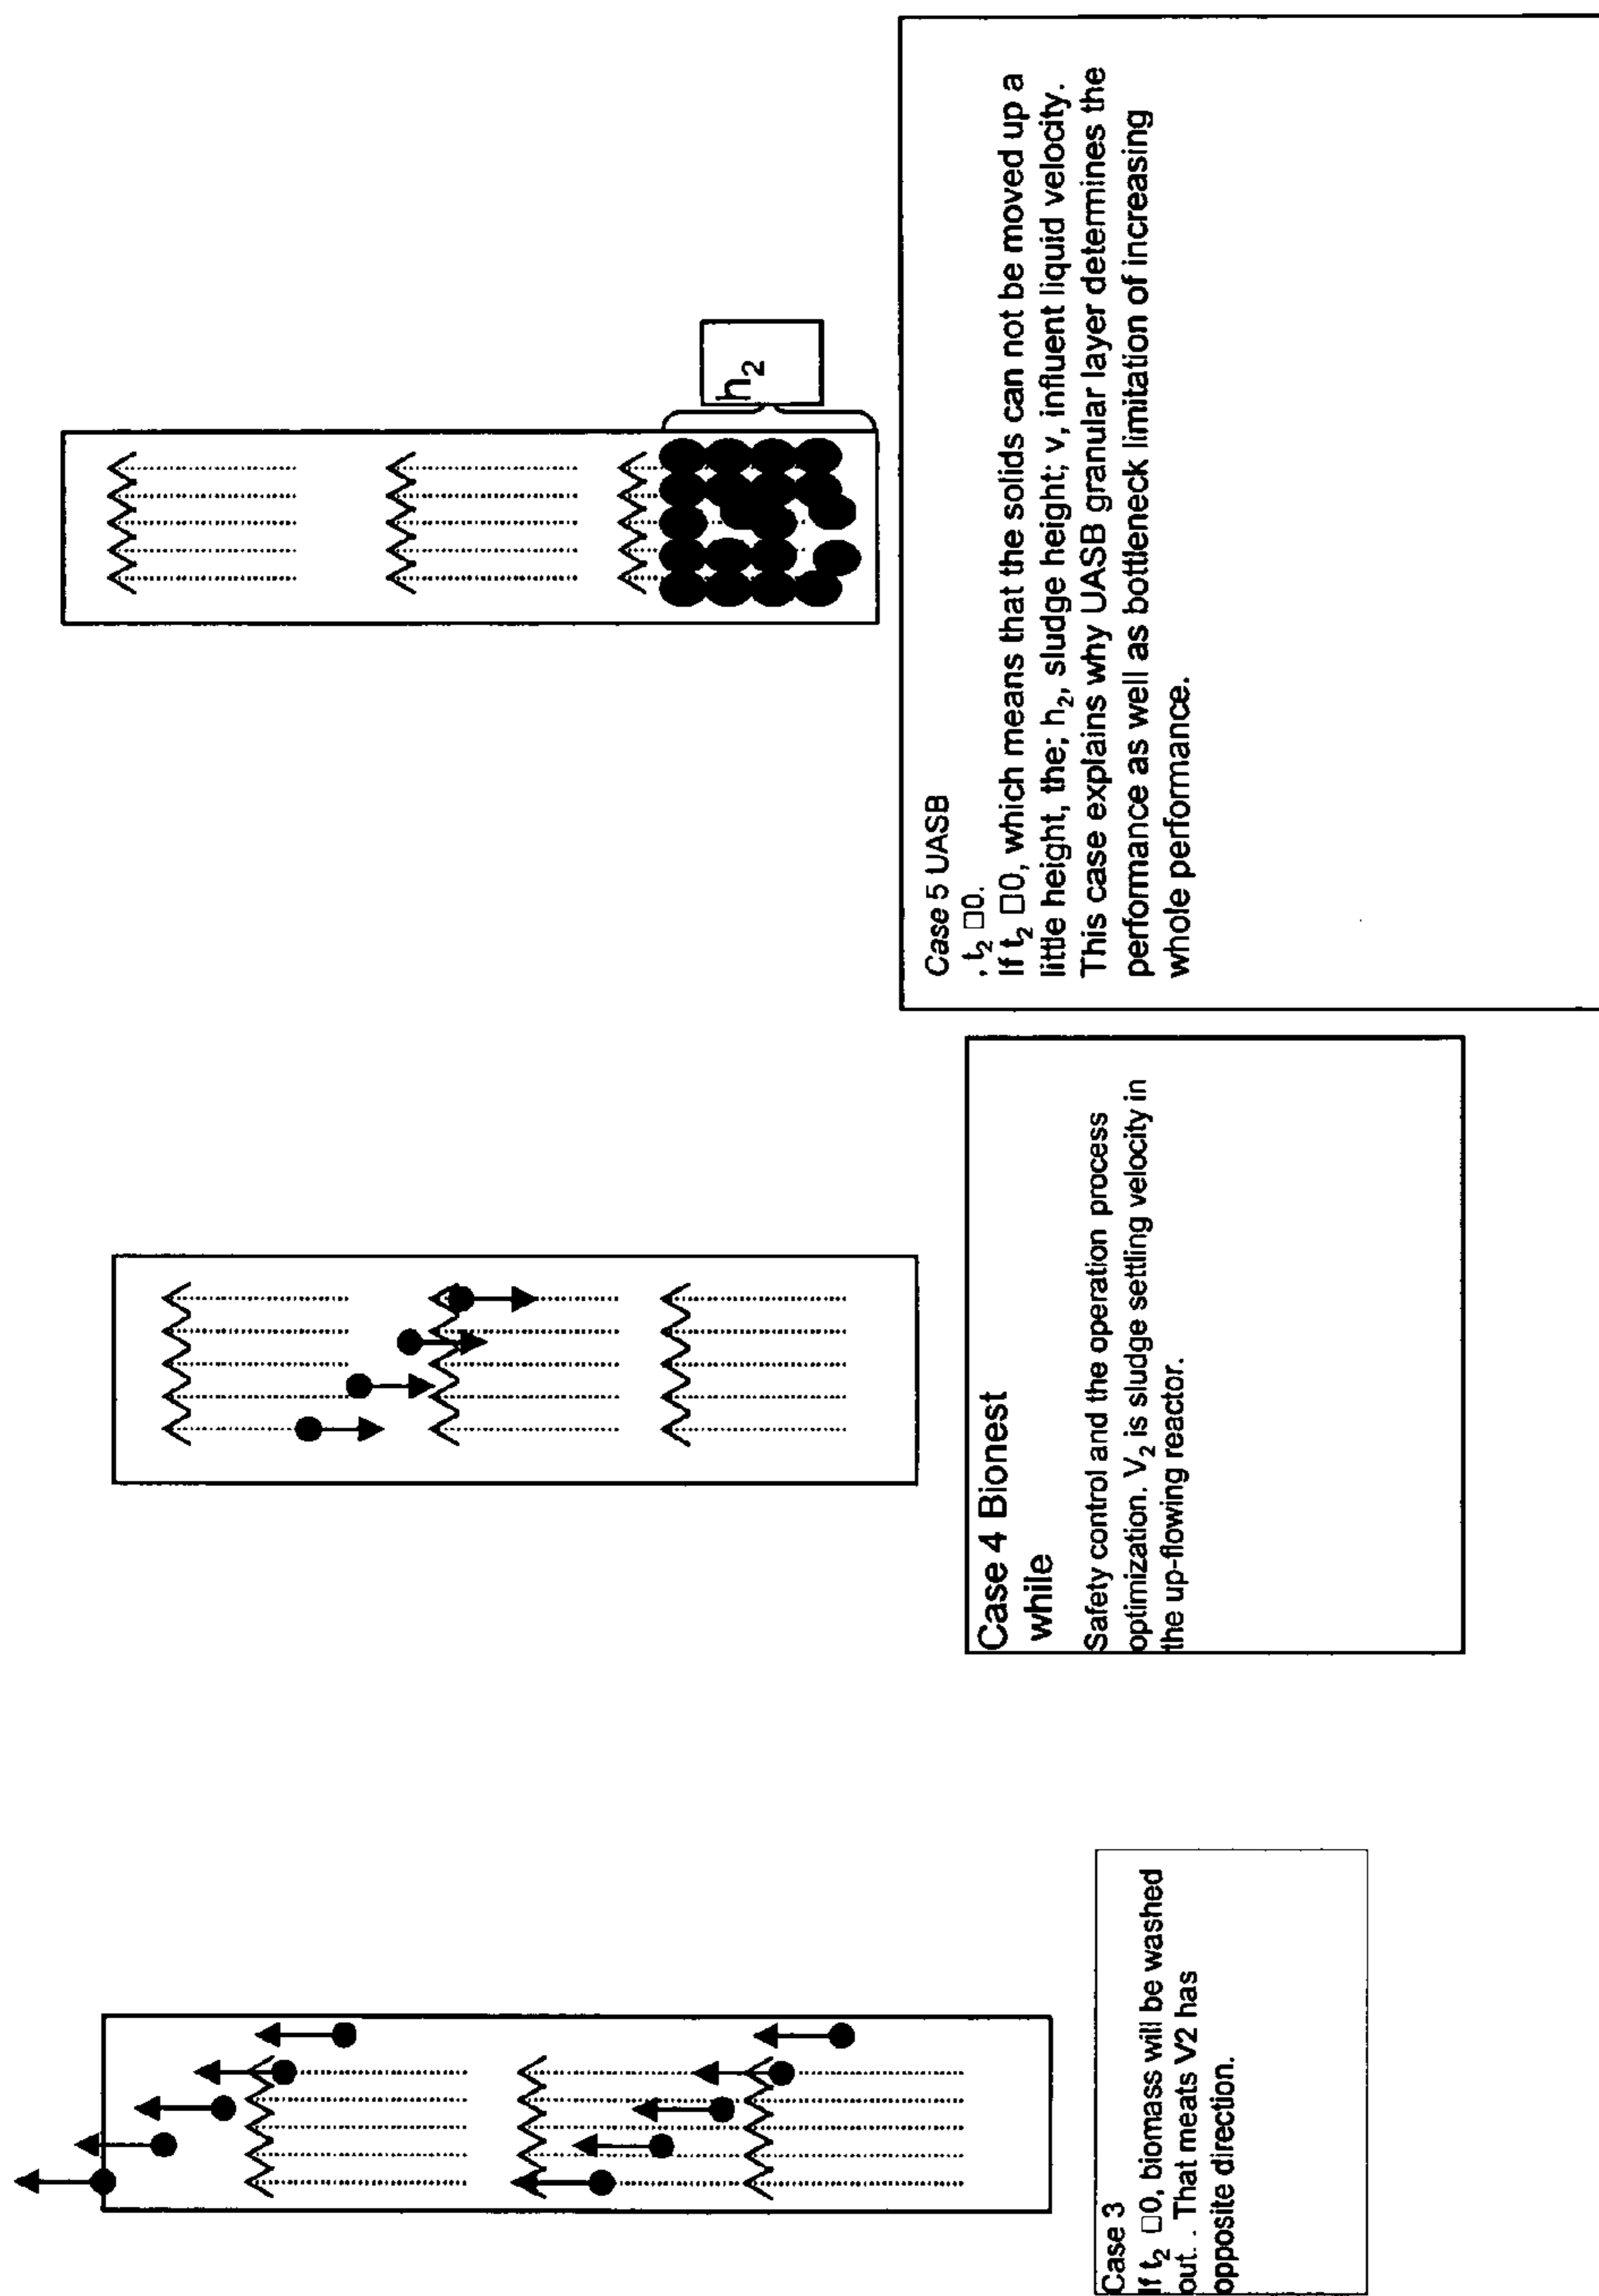 Case 3
If t₂ □0, biomass will be washed
out. . That meats V2 has
opposite direction.
Case 4 Bionest
while
Safety control and the operation process
optimization. V₂ is sludge settling velocity in
the up-flowing reactor.
h₂
Case 5 UASB
, t₂ □0.
If t₂ □0, which means that the solids can not be moved up a
little height, the; h₂, sludge height; v, influent liquid velocity.
This case explains why UASB granular layer determines the
performance as well as bottleneck limitation of increasing
whole performance.